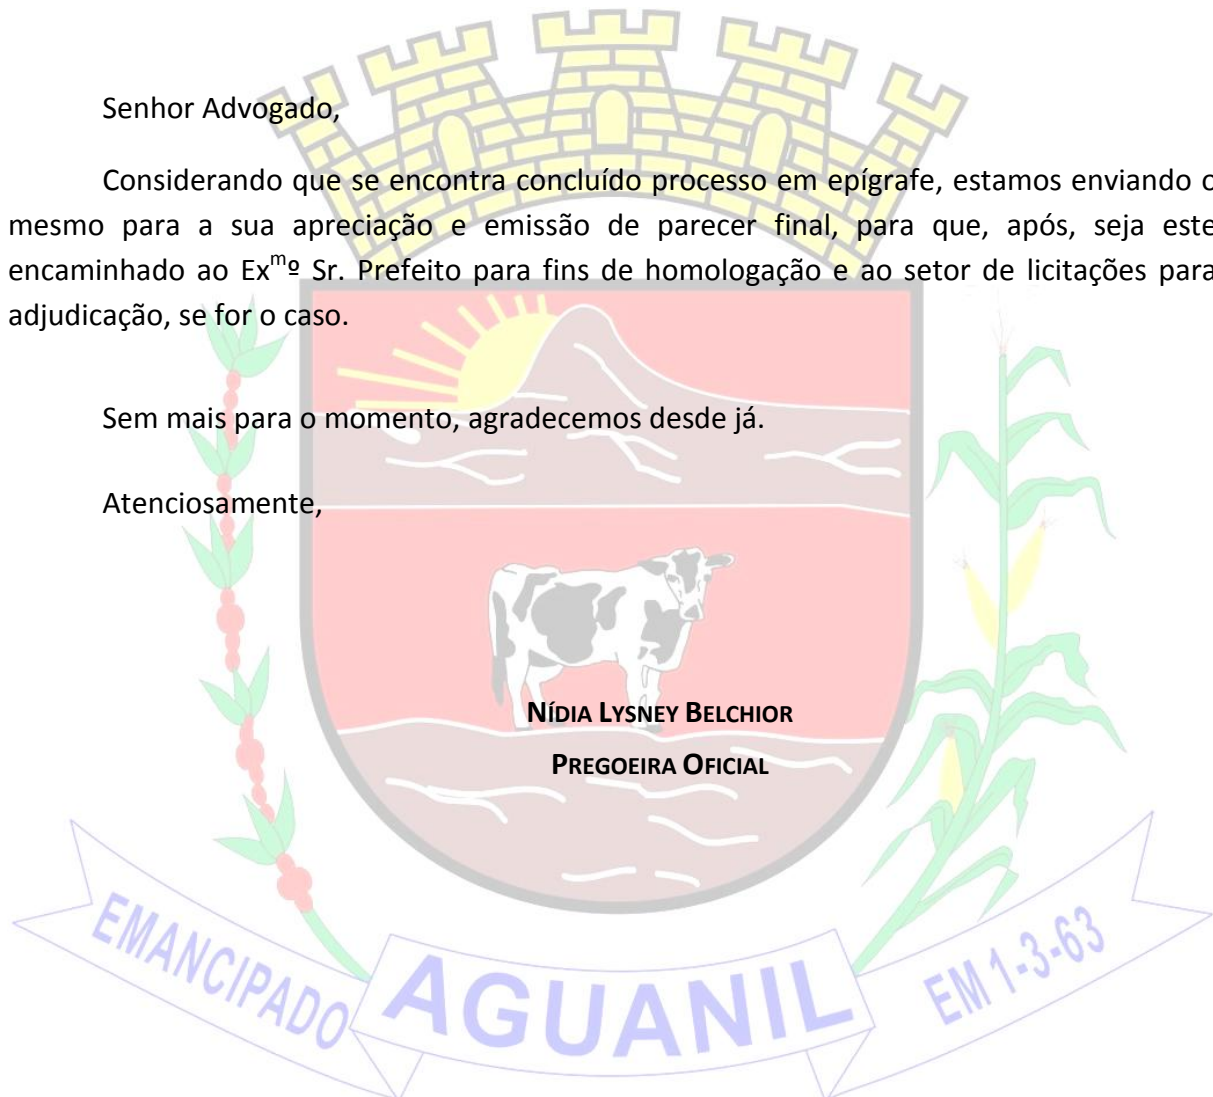 Senhor Advogado,
Considerando que se encontra concluído processo em epígrafe, estamos enviando o
mesmo para a sua apreciação e emissão de parecer final, para que, após, seja este
encaminhado ao Exᵐº Sr. Prefeito para fins de homologação e ao setor de licitações para
adjudicação, se for o caso.
Sem mais para o momento, agradecemos desde já.
Atenciosamente,
NÍDIA LYSNEY BELCHIOR
PREGOEIRA OFICIAL
EMANCIPADO
AGUANIL
EM 1-3-63